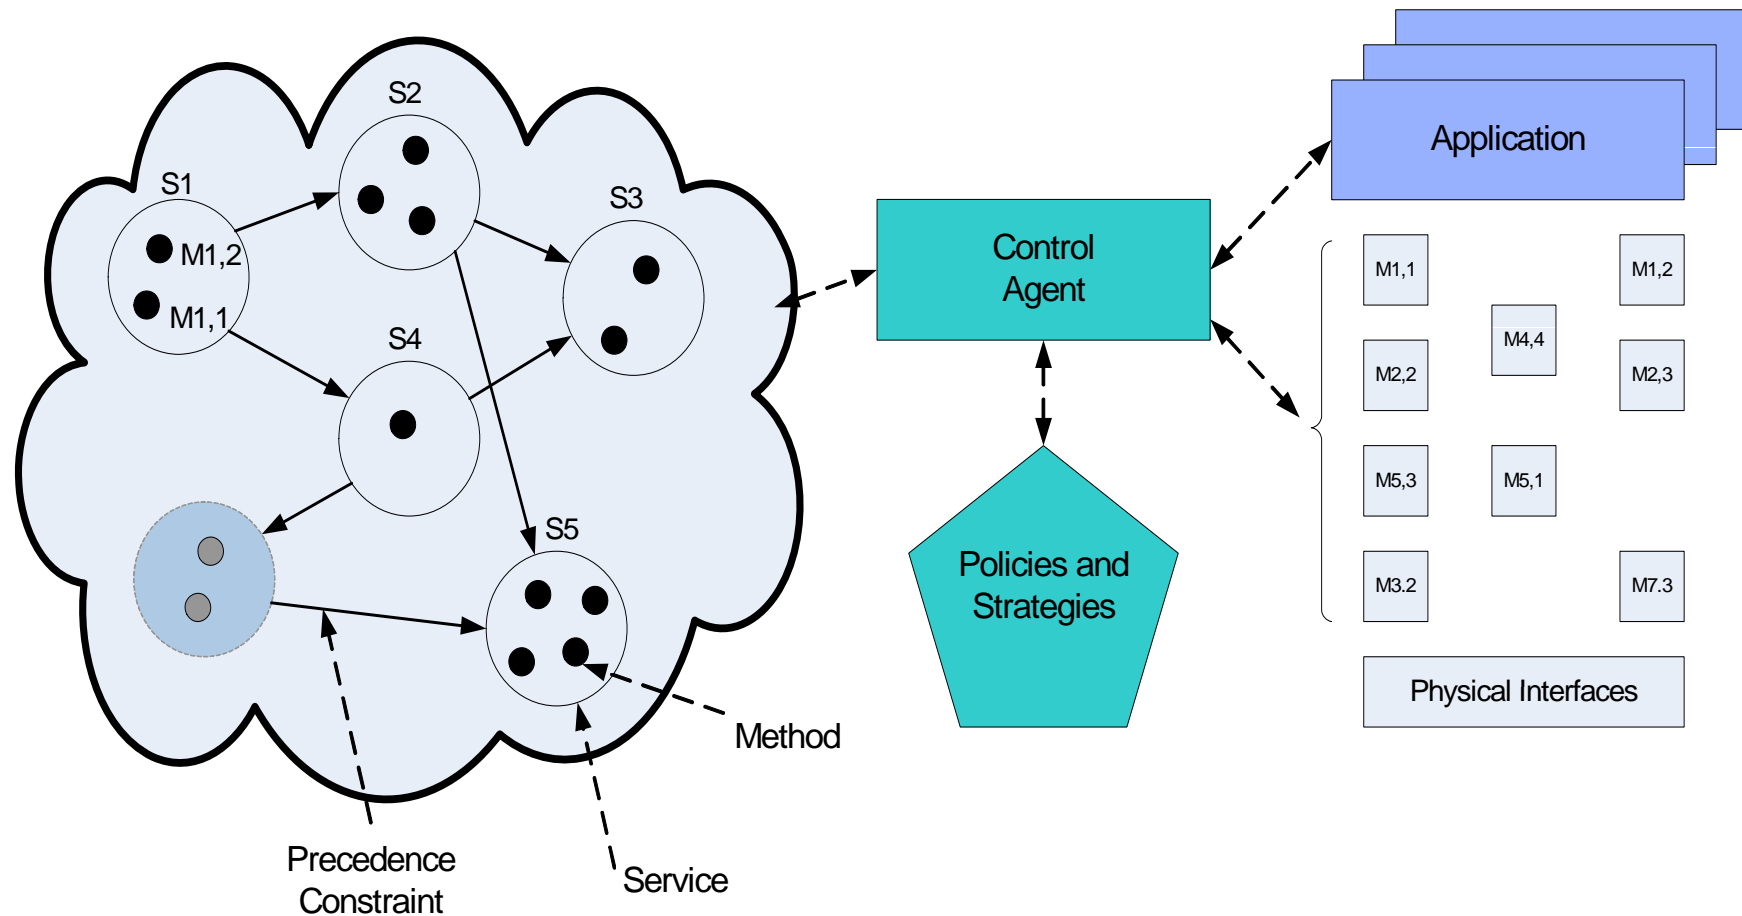 S1
M1,2
M1,1
S2
S3
S4
S5
Method
Service
Precedence
Constraint
Control
Agent
Policies and
Strategies
Application
M1,1
M1,2
M4,4
M2,2
M2,3
M5,3
M5,1
M3.2
M7.3
Physical Interfaces